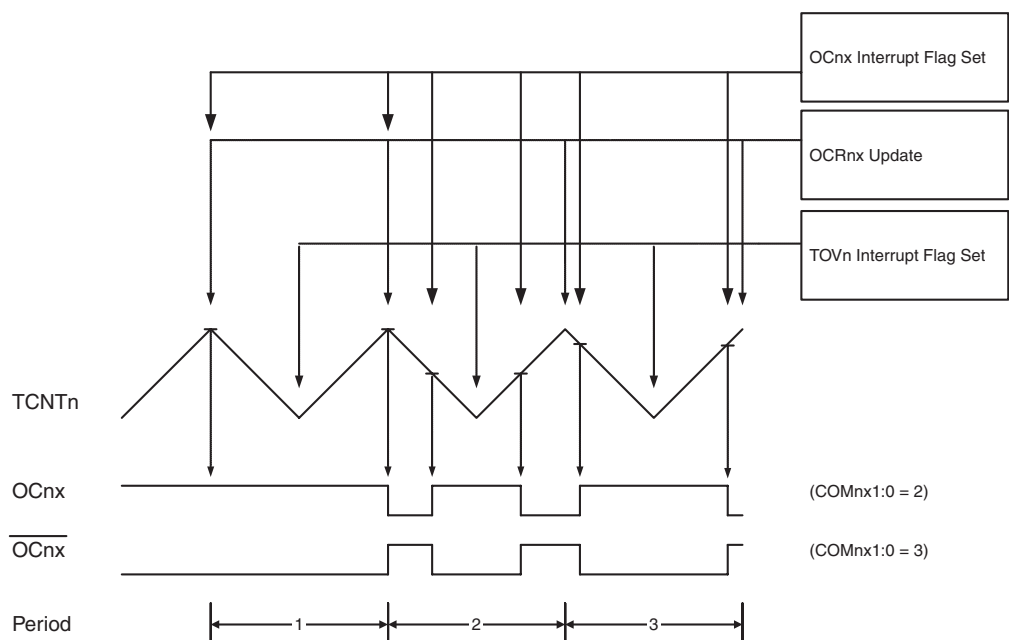 OCnx Interrupt Flag Set
OCRnx Update
TOVn Interrupt Flag Set
TCNTn
OCnx (COMnx1:0 = 2)
OCnx (COMnx1:0 = 3)
Period 1 2 3